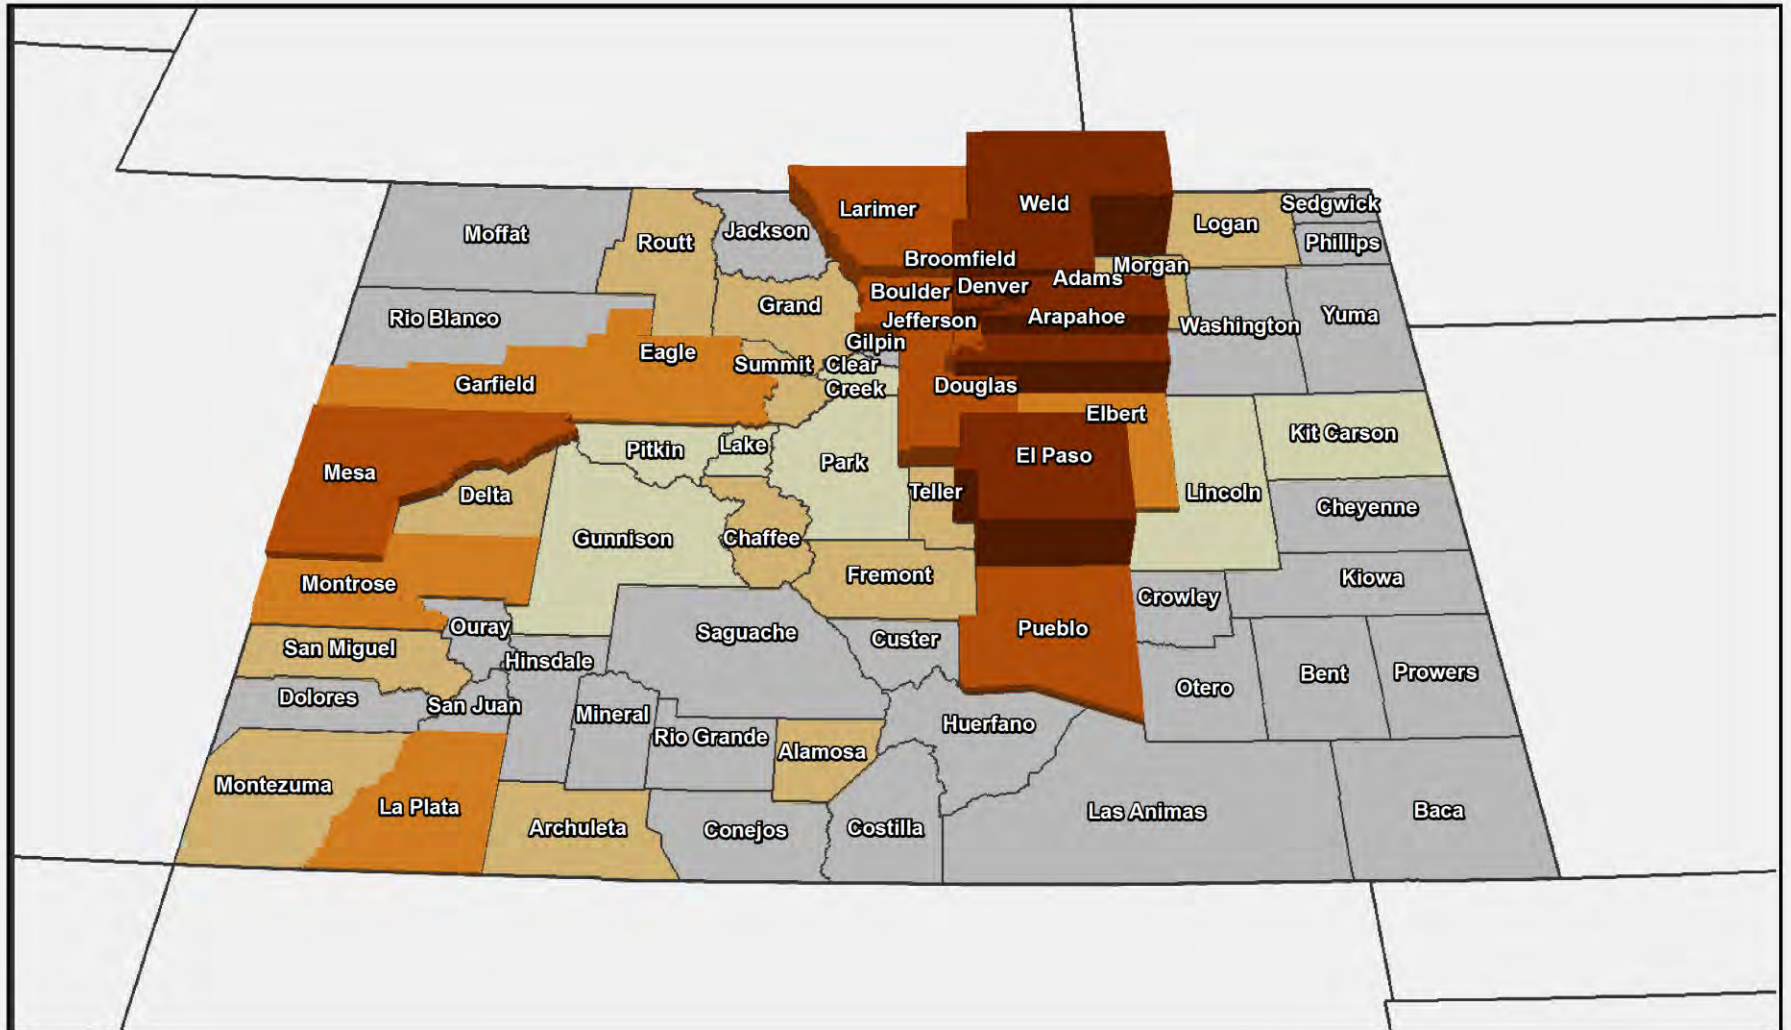 Sedgwick
Weld
Larimer
Logan
Moffat
Jackson
Routt
Phillips
Broomfield
Morgan
Adams
Denver
Boulder
Grand
Yuma
Arapahoe
Rio Blanco
Jefferson
Washington
Gilpin
Eagle
Summit
Clear
Creek
Garfield
Douglas
Elbert
Kit Carson
Lake
Pitkin
El Paso
Park
Mesa
Teller
Lincoln
Delta
Cheyenne
Gunnison
Chaffee
Fremont
Kiowa
Montrose
Crowley
Ouray
Pueblo
Saguache
Custer
San Miguel
Hinsdale
Prowers
Bent
Otero
Dolores
San Juan
Mineral
Huerfano
Rio Grande
Alamosa
Montezuma
La Plata
Las Animas
Baca
Archuleta
Costilla
Conejos